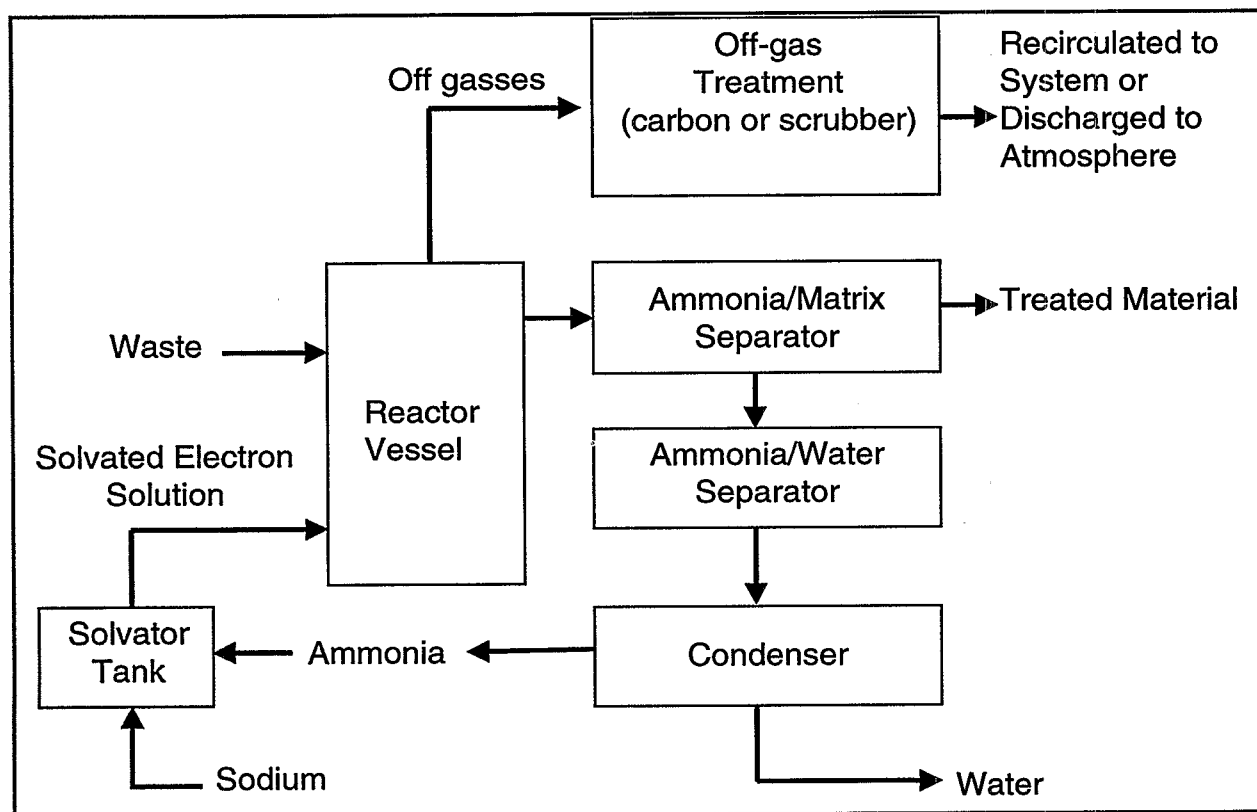 Off-gas
Treatment
(carbon or scrubber)
Recirculated to
System or
Discharged to
Atmosphere
Off gasses
Ammonia/Matrix
Separator
Treated Material
Waste
Reactor
Vessel
Solvated Electron
Solution
Ammonia/Water
Separator
Solvator
Tank
Ammonia
Condenser
Sodium
Water